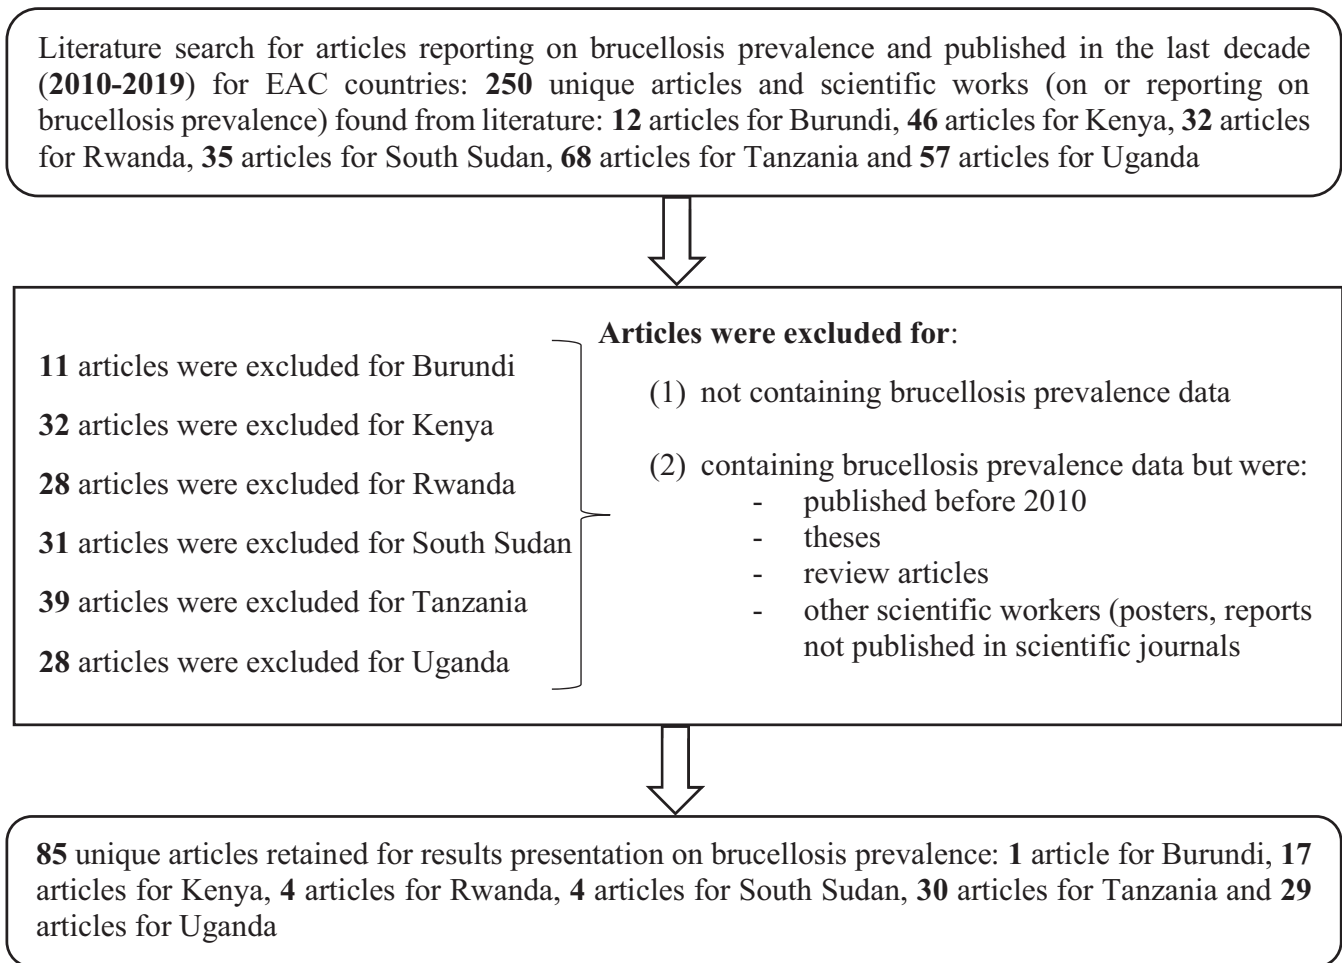 Literature search for articles reporting on brucellosis prevalence and published in the last decade
(2010-2019) for EAC countries: 250 unique articles and scientific works (on or reporting on
brucellosis prevalence) found from literature: 12 articles for Burundi, 46 articles for Kenya, 32 articles
for Rwanda, 35 articles for South Sudan, 68 articles for Tanzania and 57 articles for Uganda
11 articles were excluded for Burundi
32 articles were excluded for Kenya
28 articles were excluded for Rwanda
31 articles were excluded for South Sudan
39 articles were excluded for Tanzania
28 articles were excluded for Uganda
Articles were excluded for:
(1) not containing brucellosis prevalence data
(2) containing brucellosis prevalence data but were:
- published before 2010
- theses
- review articles
- other scientific workers (posters, reports
not published in scientific journals
85 unique articles retained for results presentation on brucellosis prevalence: 1 article for Burundi, 17
articles for Kenya, 4 articles for Rwanda, 4 articles for South Sudan, 30 articles for Tanzania and 29
articles for Uganda